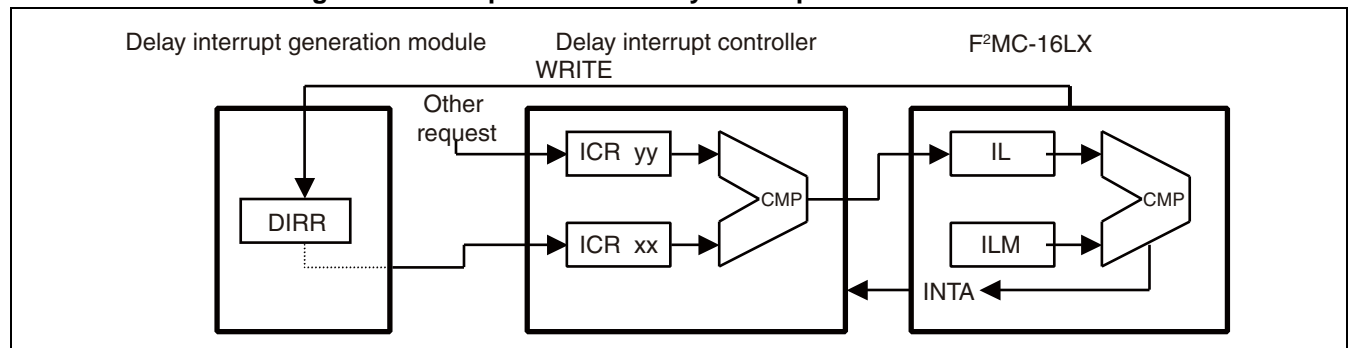 Delay interrupt generation module
Delay interrupt controller
F²MC-16LX
WRITE
Other
request
ICR yy
IL
CMP
CMP
DIRR
ICR xx
ILM
INTA